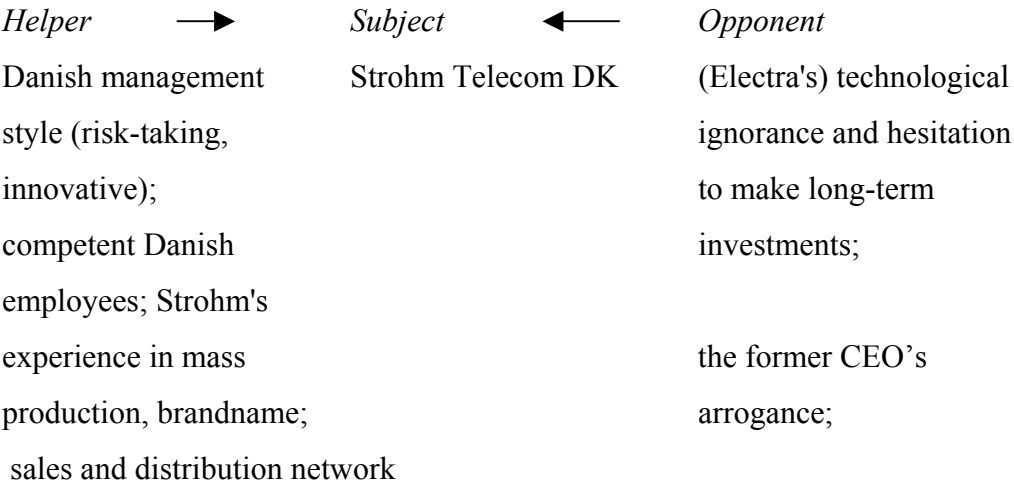 Helper Subject Opponent
Danish management Strohm Telecom DK (Electra's) technological
style (risk-taking, ignorance and hesitation
innovative); to make long-term
competent Danish investments;
employees; Strohm's
experience in mass the former CEO’s
production, brandname; arrogance;
sales and distribution network